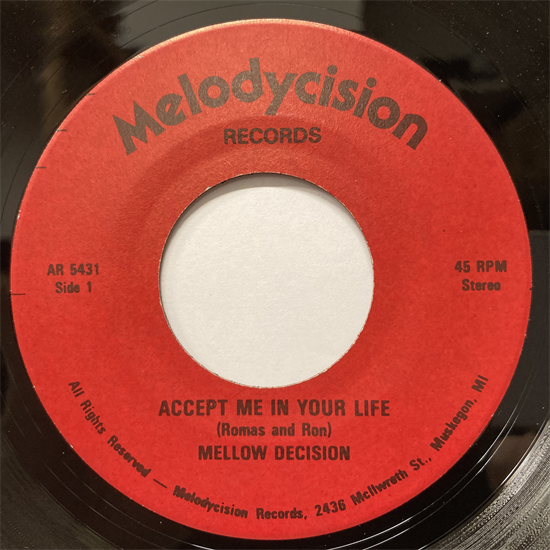 Melodycision
RECORDS
AR 5431
Side 1
45 RPM
Stereo
ACCEPT ME IN YOUR LIFE
(Romas and Ron)
MELLOW DECISION
All Rights Reserved — Melodycision Records, 2436 McIlwreth St., Muskegon, MI